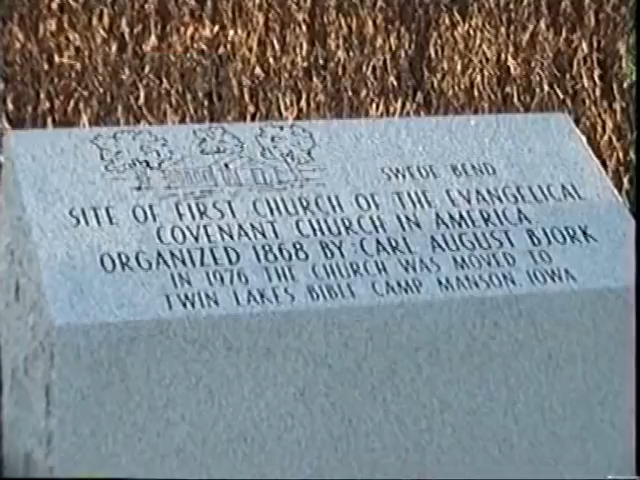 SWEDE BEND
SITE OF FIRST CHURCH OF THE EVANGELICAL
COVENANT CHURCH IN AMERICA
ORGANIZED 1868 BY CARL AUGUST BJORK
IN 1976 THE CHURCH WAS MOVED TO
TWIN LAKES BIBLE CAMP MANSON, IOWA